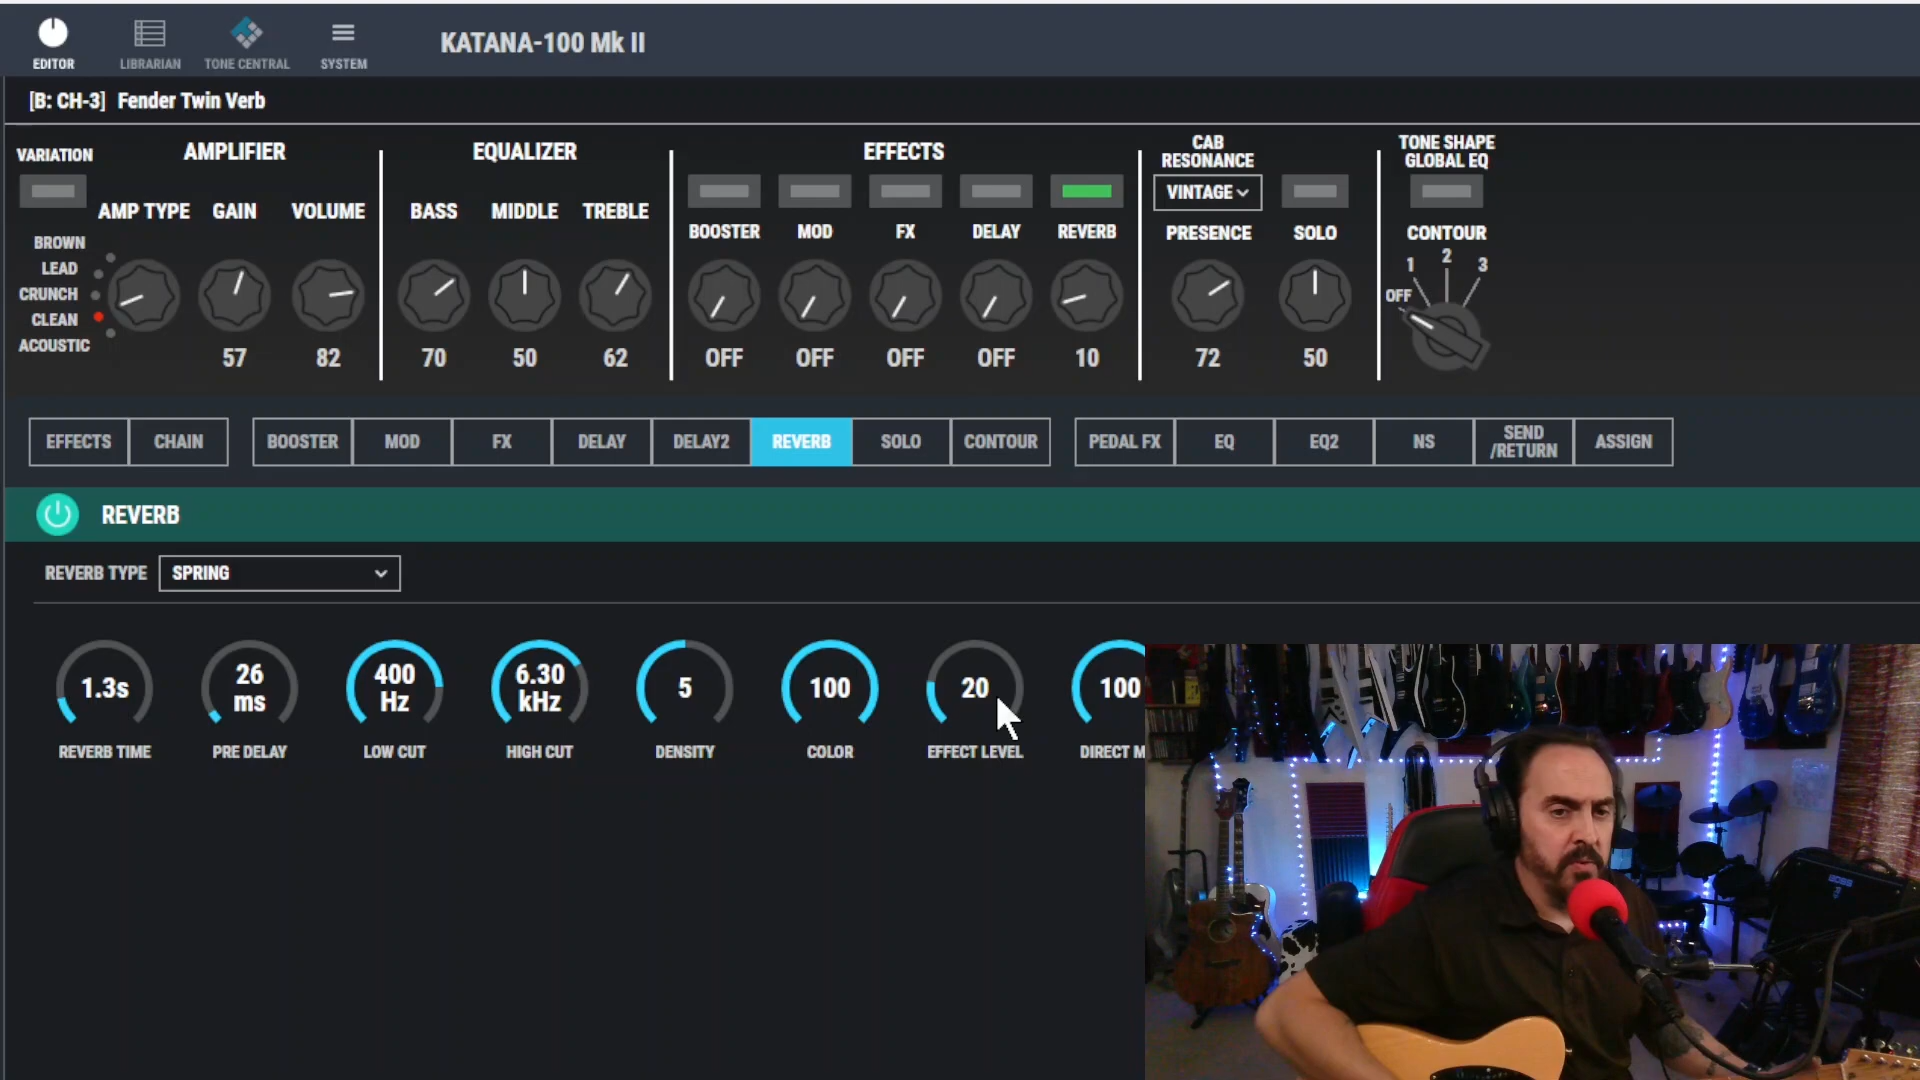 KATANA-100 Mk II
EDITOR
LIBRARIAN
TONE CENTRAL
SYSTEM
[B: CH-3] Fender Twin Verb
VARIATION
AMPLIFIER
AMP TYPE
GAIN
VOLUME
BROWN
LEAD
CRUNCH
CLEAN
ACOUSTIC
57
82
EQUALIZER
BASS
MIDDLE
TREBLE
70
50
62
EFFECTS
BOOSTER
MOD
FX
DELAY
REVERB
OFF
OFF
OFF
OFF
10
CAB
RESONANCE
VINTAGE
PRESENCE
SOLO
72
50
TONE SHAPE
GLOBAL EQ
CONTOUR
1
2
3
OFF
EFFECTS
CHAIN
BOOSTER
MOD
FX
DELAY
DELAY2
REVERB
SOLO
CONTOUR
PEDAL FX
EQ
EQ2
NS
SEND
/RETURN
ASSIGN
REVERB
REVERB TYPE
SPRING
1.3s
26
ms
400
Hz
6.30
kHz
5
100
20
100
REVERB TIME
PRE DELAY
LOW CUT
HIGH CUT
DENSITY
COLOR
EFFECT LEVEL
DIRECT M
BOSS